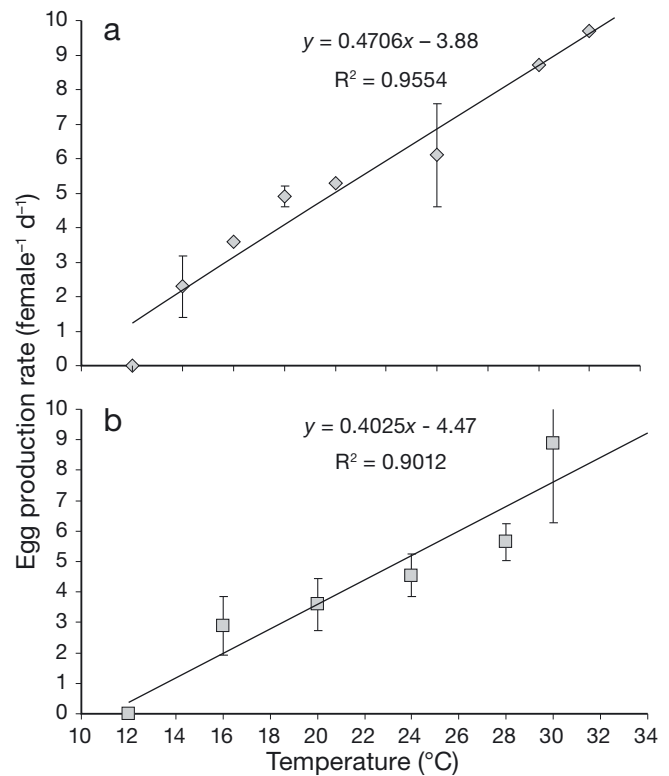 a
y = 0.4706x – 3.88
R² = 0.9554
10
9
8
7
6
5
4
3
2
1
0
Egg production rate (female⁻¹ d⁻¹)
b
y = 0.4025x - 4.47
R² = 0.9012
10
9
8
7
6
5
4
3
2
1
0
10 12 14 16 18 20 22 24 26 28 30 32 34
Temperature (°C)